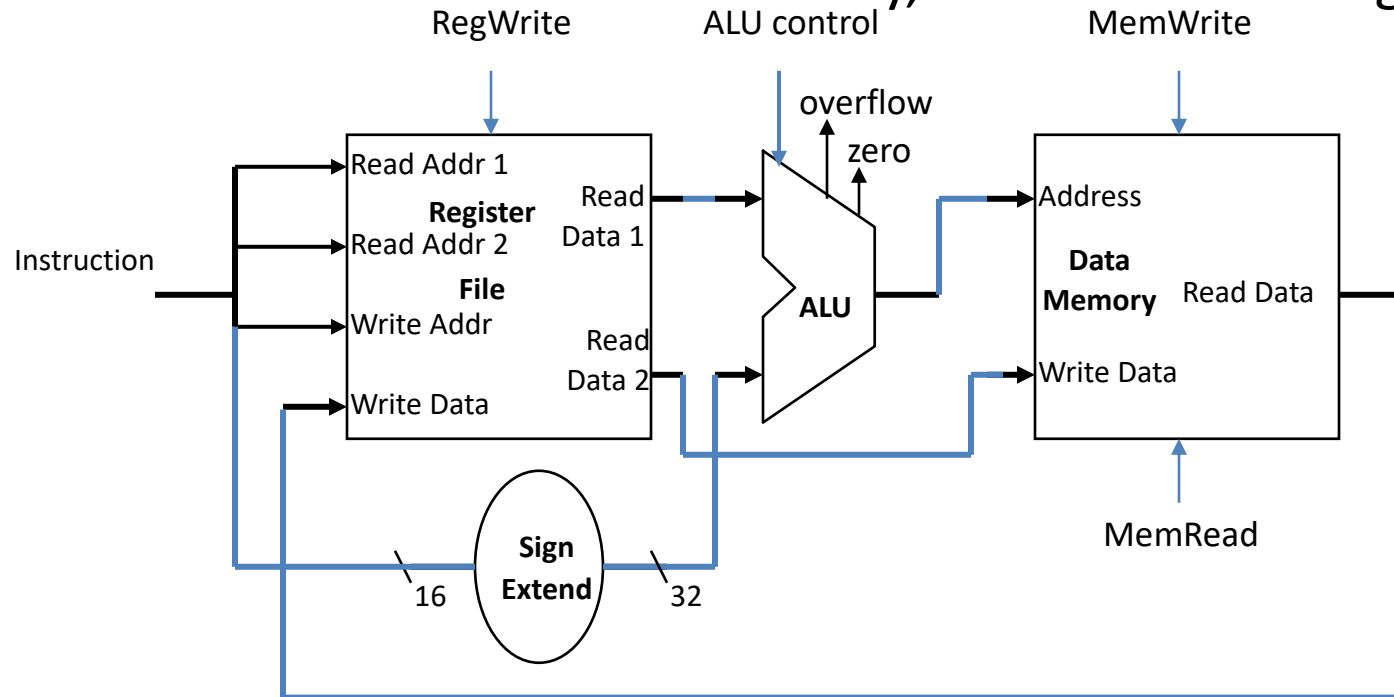 RegWrite
ALU control
MemWrite
overflow
zero
Read Addr 1
Register
Read Addr 2
File
Write Addr
Write Data
Read
Data 1
Read
Data 2
Instruction
ALU
Address
Data
Memory
Read Data
Write Data
MemRead
Sign
Extend
16
32